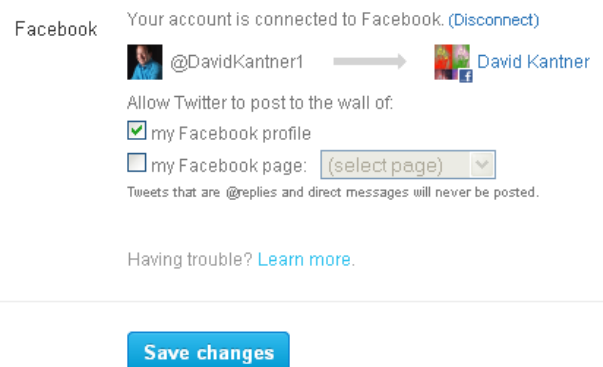 Facebook
Your account is connected to Facebook. (Disconnect)
@DavidKantner1 David Kantner
Allow Twitter to post to the wall of:
my Facebook profile
my Facebook page: (select page)
Tweets that are @replies and direct messages will never be posted.
Having trouble? Learn more.
Save changes